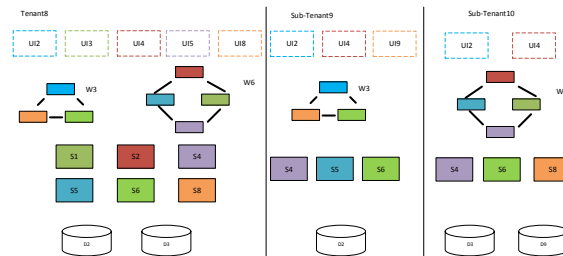 Tenant8
UI2 UI3 UI4 UI5 UI8
W3
W6
S1 S2 S4
S5 S6 S8
D2 D3
Sub-Tenant9
UI2 UI4 UI9
W3
S4 S5 S6
D2
Sub-Tenant10
UI2 UI4
W
S4 S6 S8
D3 D9